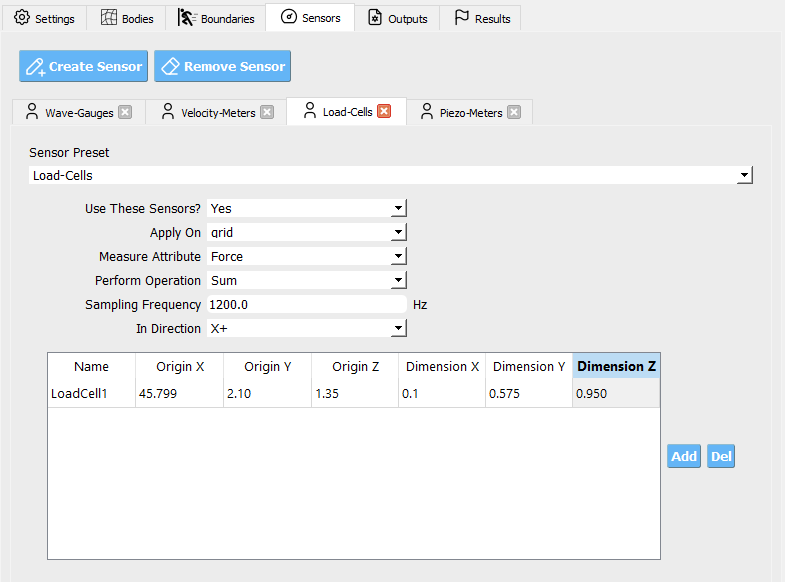 Settings Bodies Boundaries Sensors Outputs Results
Create Sensor Remove Sensor
Wave-Gauges Velocity-Meters Load-Cells Piezo-Meters
Sensor Preset
Load-Cells
Use These Sensors? Yes
Apply On grid
Measure Attribute Force
Perform Operation Sum
Sampling Frequency 1200.0 Hz
In Direction X+
Name Origin X Origin Y Origin Z Dimension X Dimension Y Dimension Z
LoadCell1 45.799 2.10 1.35 0.1 0.575 0.950
Add Del